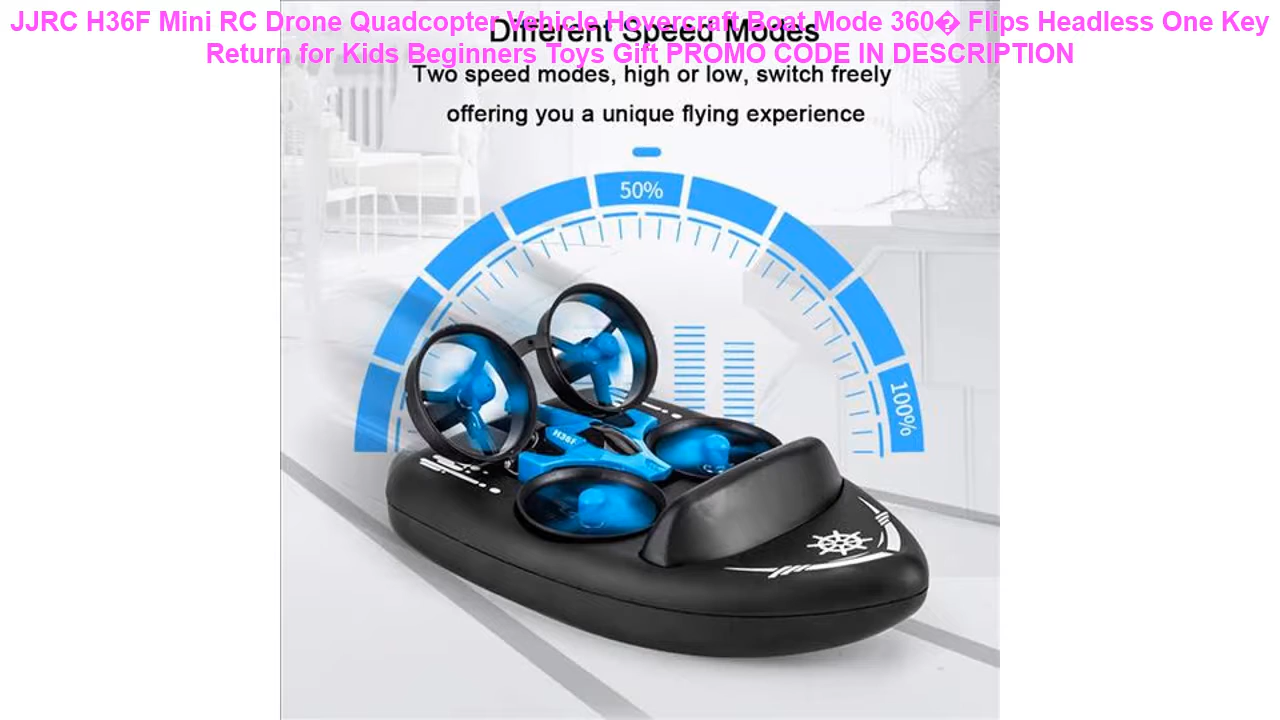 JJRC H36F Mini RC Drone Quadcopter Vehicle Hovercraft Boat Mode 360� Flips Headless One Key
Return for Kids Beginners Toys Gift PROMO CODE IN DESCRIPTION
Different Speed Modes
Two speed modes, high or low, switch freely
offering you a unique flying experience
50%
100%
H36F